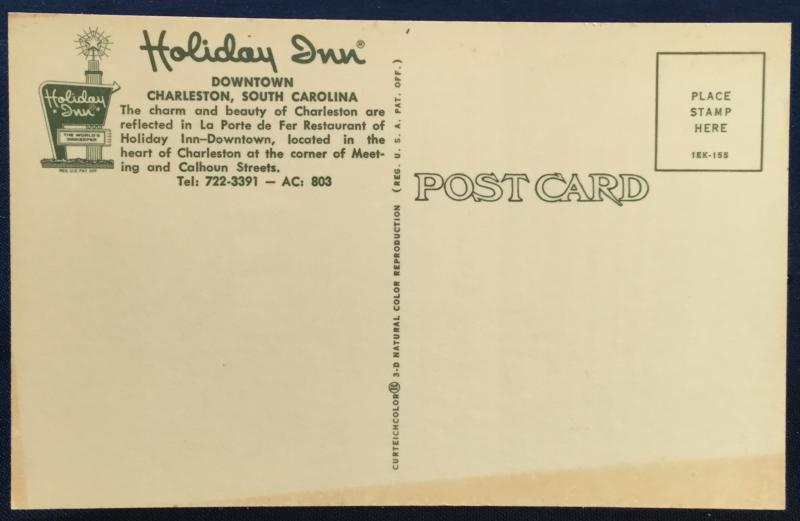 Holiday Inn®
DOWNTOWN
CHARLESTON, SOUTH CAROLINA
The charm and beauty of Charleston are
reflected in La Porte de Fer Restaurant of
Holiday Inn—Downtown, located in the
heart of Charleston at the corner of Meet-
ing and Calhoun Streets.
Tel: 722-3391 — AC: 803
Holiday
Inn
THE WORLD'S
INNKEEPER
REG. U.S. PAT. OFF.
CURTEICHCOLOR® 3-D NATURAL COLOR REPRODUCTION (REG. U. S. A. PAT. OFF.)
POST CARD
PLACE
STAMP
HERE
1EK-155